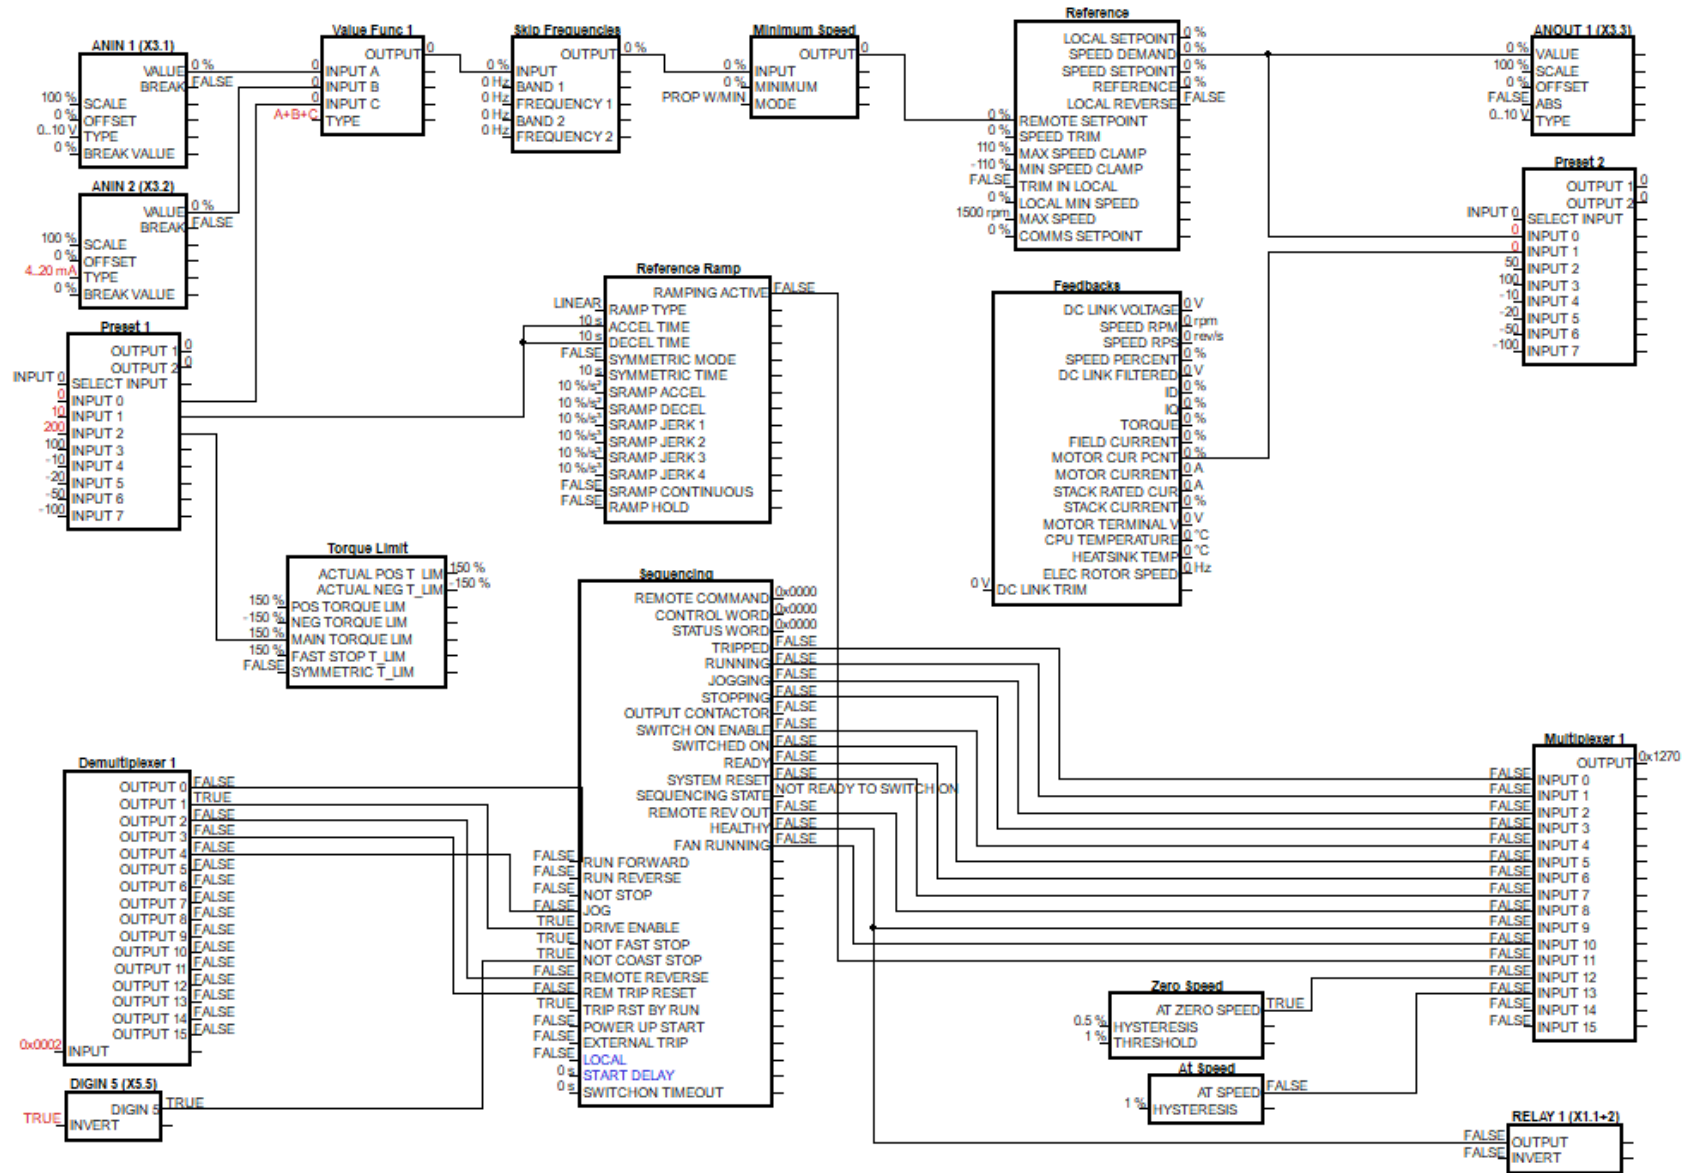 ANIN 1 (X3.1)
VALUE 0 %
BREAK FALSE
100 % SCALE
0% OFFSET
0..10 V TYPE
0 % BREAK VALUE
ANIN 2 (X3.2)
VALUE 0 %
BREAK FALSE
100 % SCALE
0% OFFSET
4..20 mA TYPE
0 % BREAK VALUE
Preset 1
OUTPUT 1 0
OUTPUT 2 0
INPUT 0 SELECT INPUT
0 INPUT 0
10 INPUT 1
200 INPUT 2
100 INPUT 3
-10 INPUT 4
-20 INPUT 5
-50 INPUT 6
-100 INPUT 7
Value Func 1
OUTPUT 0
0 INPUT A
0 INPUT B
0 INPUT C
A+B+C TYPE
Skip Frequencies
OUTPUT 0 %
0 % INPUT
0 Hz BAND 1
0 Hz FREQUENCY 1
0 Hz BAND 2
0 Hz FREQUENCY 2
Minimum Speed
OUTPUT 0
0 % INPUT
0 % MINIMUM
PROP W/MIN MODE
Reference
LOCAL SETPOINT 0 %
SPEED DEMAND 0 %
SPEED SETPOINT 0 %
REFERENCE 0 %
LOCAL REVERSE FALSE
0 % REMOTE SETPOINT
0 % SPEED TRIM
110 % MAX SPEED CLAMP
-110 % MIN SPEED CLAMP
FALSE TRIM IN LOCAL
0 % LOCAL MIN SPEED
1500 rpm MAX SPEED
0 % COMMS SETPOINT
ANOUT 1 (X3.3)
0 % VALUE
100 % SCALE
0 % OFFSET
FALSE ABS
0..10 V TYPE
Preset 2
OUTPUT 1 0
OUTPUT 2 0
INPUT 0 SELECT INPUT
0 INPUT 0
0 INPUT 1
50 INPUT 2
100 INPUT 3
-10 INPUT 4
-20 INPUT 5
-50 INPUT 6
-100 INPUT 7
Reference Ramp
RAMPING ACTIVE FALSE
LINEAR RAMP TYPE
10 s ACCEL TIME
10 s DECEL TIME
FALSE SYMMETRIC MODE
10 s SYMMETRIC TIME
10 %/s² SRAMP ACCEL
10 %/s² SRAMP DECEL
10 %/s³ SRAMP JERK 1
10 %/s³ SRAMP JERK 2
10 %/s³ SRAMP JERK 3
10 %/s³ SRAMP JERK 4
FALSE SRAMP CONTINUOUS
FALSE RAMP HOLD
Feedbacks
DC LINK VOLTAGE 0 V
SPEED RPM 0 rpm
SPEED RPS 0 rev/s
SPEED PERCENT 0 %
DC LINK FILTERED 0 V
ID 0 %
IQ 0 %
TORQUE 0 %
FIELD CURRENT 0 %
MOTOR CUR PCNT 0 %
MOTOR CURRENT 0 A
STACK RATED CUR 0 A
STACK CURRENT 0 %
MOTOR TERMINAL V 0 V
CPU TEMPERATURE 0 °C
HEATSINK TEMP 0 °C
ELEC ROTOR SPEED 0 Hz
0 V DC LINK TRIM
Torque Limit
ACTUAL POS T_LIM 150 %
ACTUAL NEG T_LIM -150 %
150 % POS TORQUE LIM
-150 % NEG TORQUE LIM
150 % MAIN TORQUE LIM
150 % FAST STOP T_LIM
FALSE SYMMETRIC T_LIM
Sequencing
REMOTE COMMAND 0x0000
CONTROL WORD 0x0000
STATUS WORD 0x0000
TRIPPED FALSE
RUNNING FALSE
JOGGING FALSE
STOPPING FALSE
OUTPUT CONTACTOR FALSE
SWITCH ON ENABLE FALSE
SWITCHED ON FALSE
READY FALSE
SYSTEM RESET FALSE
SEQUENCING STATE NOT READY TO SWITCH ON
REMOTE REV OUT FALSE
HEALTHY FALSE
FAN RUNNING FALSE
FALSE RUN FORWARD
FALSE RUN REVERSE
FALSE NOT STOP
FALSE JOG
TRUE DRIVE ENABLE
TRUE NOT FAST STOP
TRUE NOT COAST STOP
FALSE REMOTE REVERSE
FALSE REM TRIP RESET
TRUE TRIP RST BY RUN
FALSE POWER UP START
FALSE EXTERNAL TRIP
FALSE LOCAL
0 s START DELAY
0 s SWITCHON TIMEOUT
Demultiplexer 1
OUTPUT 0 FALSE
OUTPUT 1 TRUE
OUTPUT 2 FALSE
OUTPUT 3 FALSE
OUTPUT 4 FALSE
OUTPUT 5 FALSE
OUTPUT 6 FALSE
OUTPUT 7 FALSE
OUTPUT 8 FALSE
OUTPUT 9 FALSE
OUTPUT 10 FALSE
OUTPUT 11 FALSE
OUTPUT 12 FALSE
OUTPUT 13 FALSE
OUTPUT 14 FALSE
OUTPUT 15 FALSE
0x0002 INPUT
DIGIN 5 (X5.5)
DIGIN 5 TRUE
TRUE INVERT
Multiplexer 1
OUTPUT 0x1270
FALSE INPUT 0
FALSE INPUT 1
FALSE INPUT 2
FALSE INPUT 3
FALSE INPUT 4
FALSE INPUT 5
FALSE INPUT 6
FALSE INPUT 7
FALSE INPUT 8
FALSE INPUT 9
FALSE INPUT 10
FALSE INPUT 11
FALSE INPUT 12
FALSE INPUT 13
FALSE INPUT 14
FALSE INPUT 15
Zero Speed
AT ZERO SPEED TRUE
0.5 % HYSTERESIS
1 % THRESHOLD
At Speed
AT SPEED FALSE
1 % HYSTERESIS
RELAY 1 (X1.1+2)
FALSE OUTPUT
FALSE INVERT